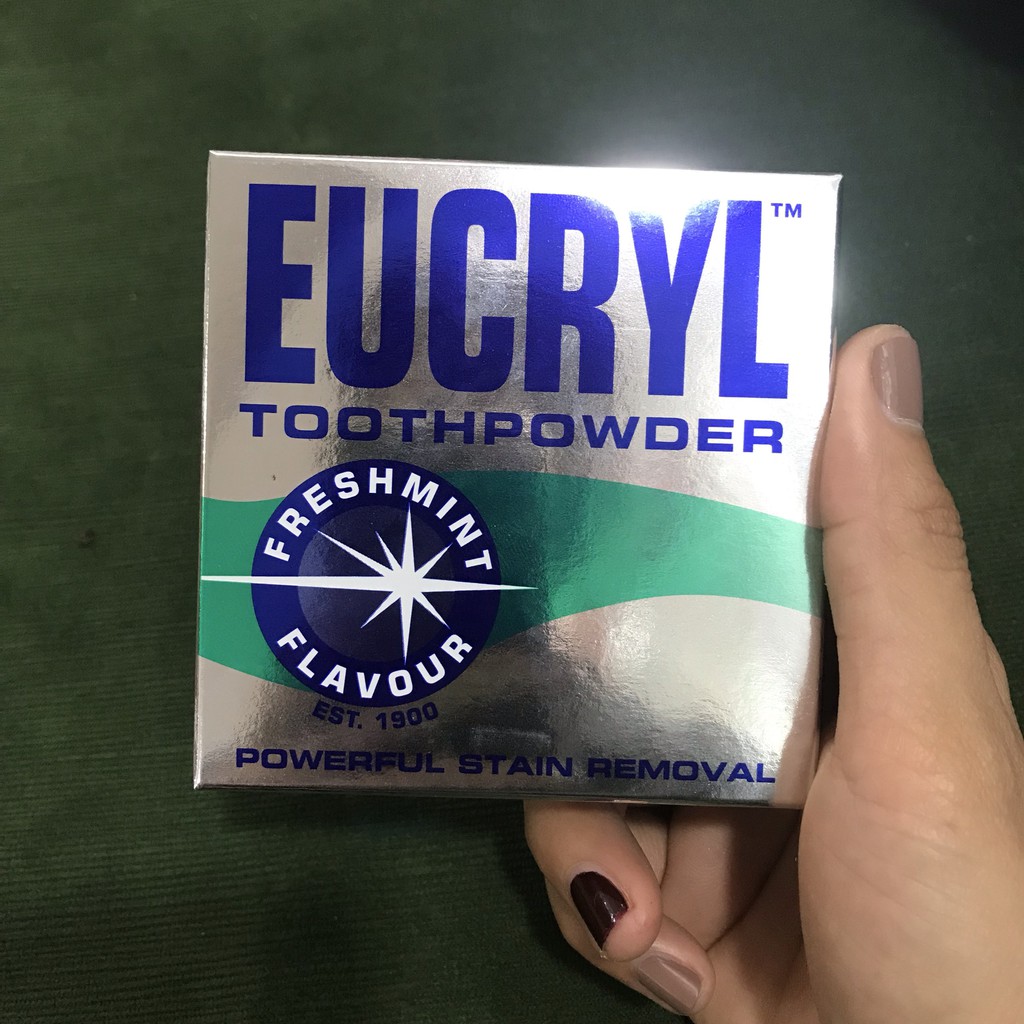 EUCRYL™
TOOTHPOWDER
FRESHMINT
FLAVOUR
EST. 1900
POWERFUL STAIN REMOVAL